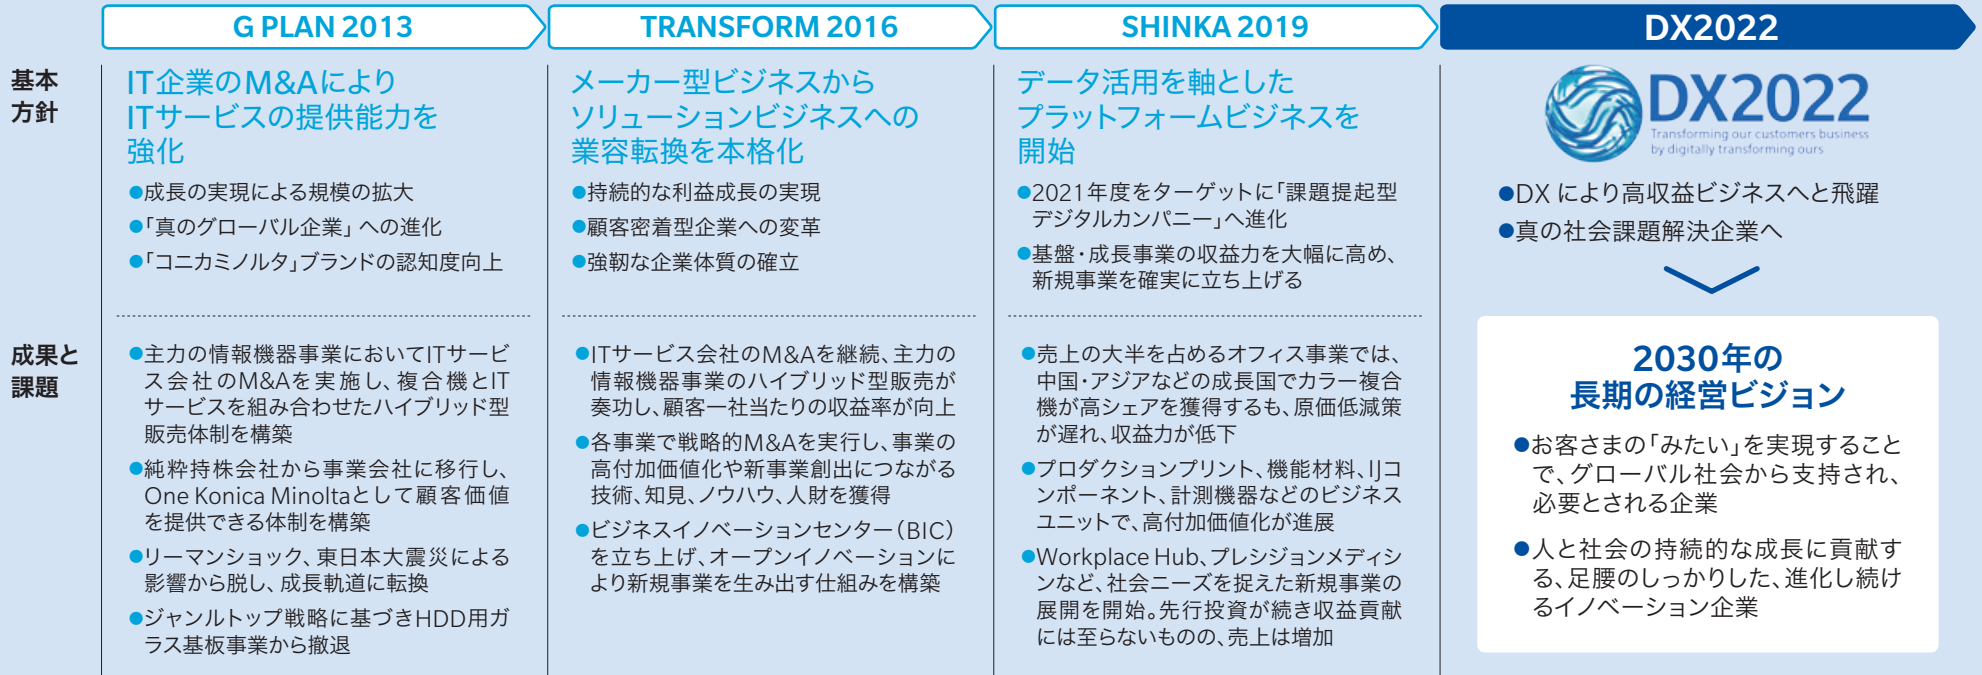 G PLAN 2013
TRANSFORM 2016
SHINKA 2019
DX2022
基本
方針
IT企業のM&Aにより
ITサービスの提供能力を
強化
●成長の実現による規模の拡大
●「真のグローバル企業」 への進化
●「コニカミノルタ」ブランドの認知度向上
メーカー型ビジネスから
ソリューションビジネスへの
業容転換を本格化
●持続的な利益成長の実現
●顧客密着型企業への変革
●強靭な企業体質の確立
データ活用を軸とした
プラットフォームビジネスを
開始
●2021年度をターゲットに「課題提起型
デジタルカンパニー」へ進化
●基盤・成長事業の収益力を大幅に高め、
新規事業を確実に立ち上げる
DX2022
Transforming our customers business
by digitally transforming ours
●DX により高収益ビジネスへと飛躍
●真の社会課題解決企業へ
成果と
課題
●主力の情報機器事業においてITサービ
ス会社のM&Aを実施し、複合機とIT
サービスを組み合わせたハイブリッド型
販売体制を構築
●純粋持株会社から事業会社に移行し、
One Konica Minoltaとして顧客価値
を提供できる体制を構築
●リーマンショック、東日本大震災による
影響から脱し、成長軌道に転換
●ジャンルトップ戦略に基づきHDD用ガ
ラス基板事業から撤退
●ITサービス会社のM&Aを継続、主力の
情報機器事業のハイブリッド型販売が
奏功し、顧客一社当たりの収益率が向上
●各事業で戦略的M&Aを実行し、事業の
高付加価値化や新事業創出につながる
技術、知見、ノウハウ、人財を獲得
●ビジネスイノベーションセンター（BIC）
を立ち上げ、オープンイノベーションに
より新規事業を生み出す仕組みを構築
●売上の大半を占めるオフィス事業では、
中国・アジアなどの成長国でカラー複合
機が高シェアを獲得するも、原価低減策
が遅れ、収益力が低下
●プロダクションプリント、機能材料、IJコ
ンポーネント、計測機器などのビジネス
ユニットで、高付加価値化が進展
●Workplace Hub、プレシジョンメディシ
ンなど、社会ニーズを捉えた新規事業の
展開を開始。先行投資が続き収益貢献
には至らないものの、売上は増加
2030年の
長期の経営ビジョン
●お客さまの「みたい」を実現すること
で、グローバル社会から支持され、
必要とされる企業
●人と社会の持続的な成長に貢献す
る、足腰のしっかりした、進化し続け
るイノベーション企業